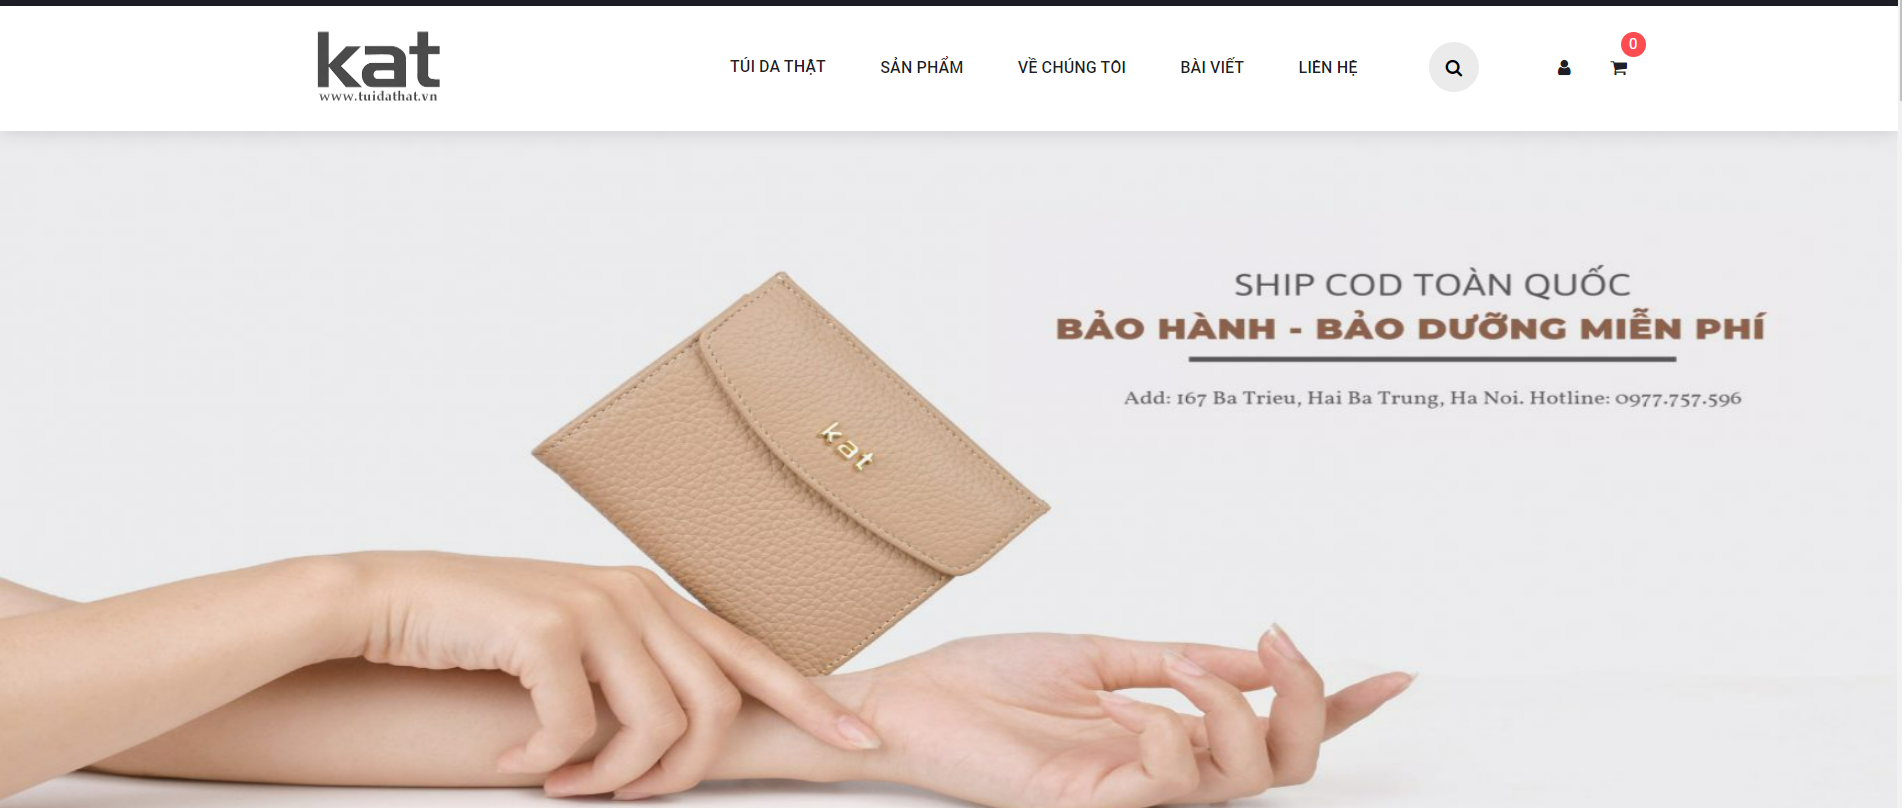 kat
www.tuidathat.vn
TÚI DA THẬT
SẢN PHẨM
VỀ CHÚNG TÔI
BÀI VIẾT
LIÊN HỆ
0
SHIP COD TOÀN QUỐC
BẢO HÀNH - BẢO DƯỠNG MIỄN PHÍ
Add: 167 Ba Trieu, Hai Ba Trung, Ha Noi. Hotline: 0977.757.596
kat